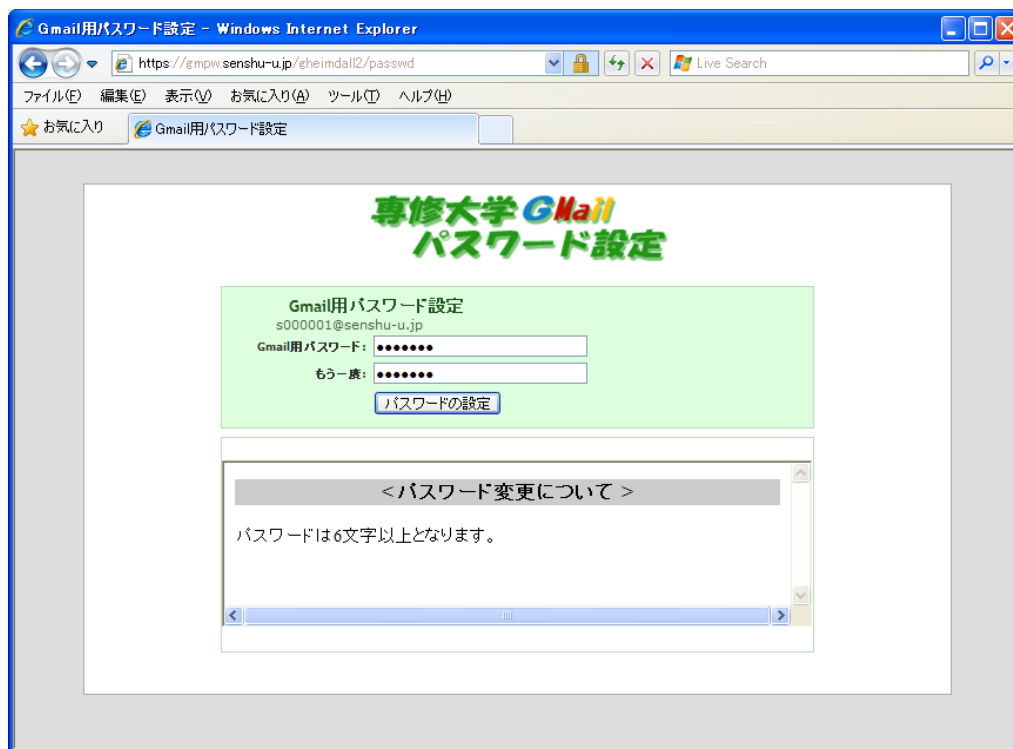 Gmail用パスワード設定 - Windows Internet Explorer
https://gmpw.senshu-u.jp/gheimdall2/passwd
Live Search
ファイル(F) 編集(E) 表示(V) お気に入り(A) ツール(T) ヘルプ(H)
お気に入り
Gmail用パスワード設定
専修大学GMail
パスワード設定
Gmail用パスワード設定
s000001@senshu-u.jp
Gmail用パスワード: ●●●●●●●
もう一度: ●●●●●●●
パスワードの設定
<パスワード変更について >
パスワードは6文字以上となります。